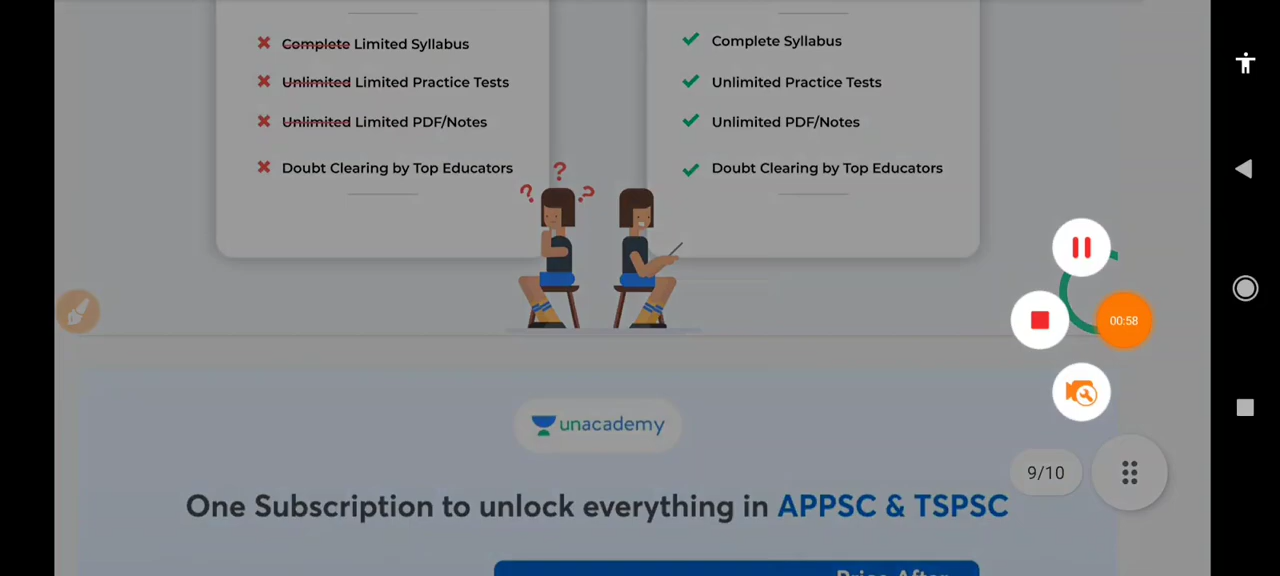 Complete Limited Syllabus
Unlimited Limited Practice Tests
Unlimited Limited PDF/Notes
Doubt Clearing by Top Educators
Complete Syllabus
Unlimited Practice Tests
Unlimited PDF/Notes
Doubt Clearing by Top Educators
? ? ?
00:58
unacademy
9/10
One Subscription to unlock everything in APPSC & TSPSC
Price After